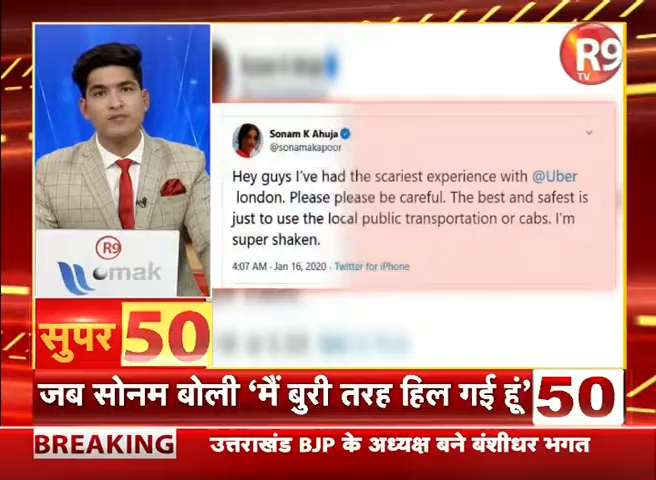 R9
TV
Sonam K Ahuja
@sonamakapoor
Hey guys I've had the scariest experience with @Uber
london. Please please be careful. The best and safest is
just to use the local public transportation or cabs. I'm
super shaken.
4:07 AM · Jan 16, 2020 · Twitter for iPhone
R9
omak
सुपर 50
जब सोनम बोली ‘मैं बुरी तरह हिल गई हूं’ 50
BREAKING उत्तराखंड BJP के अध्यक्ष बने बंशीधर भगत